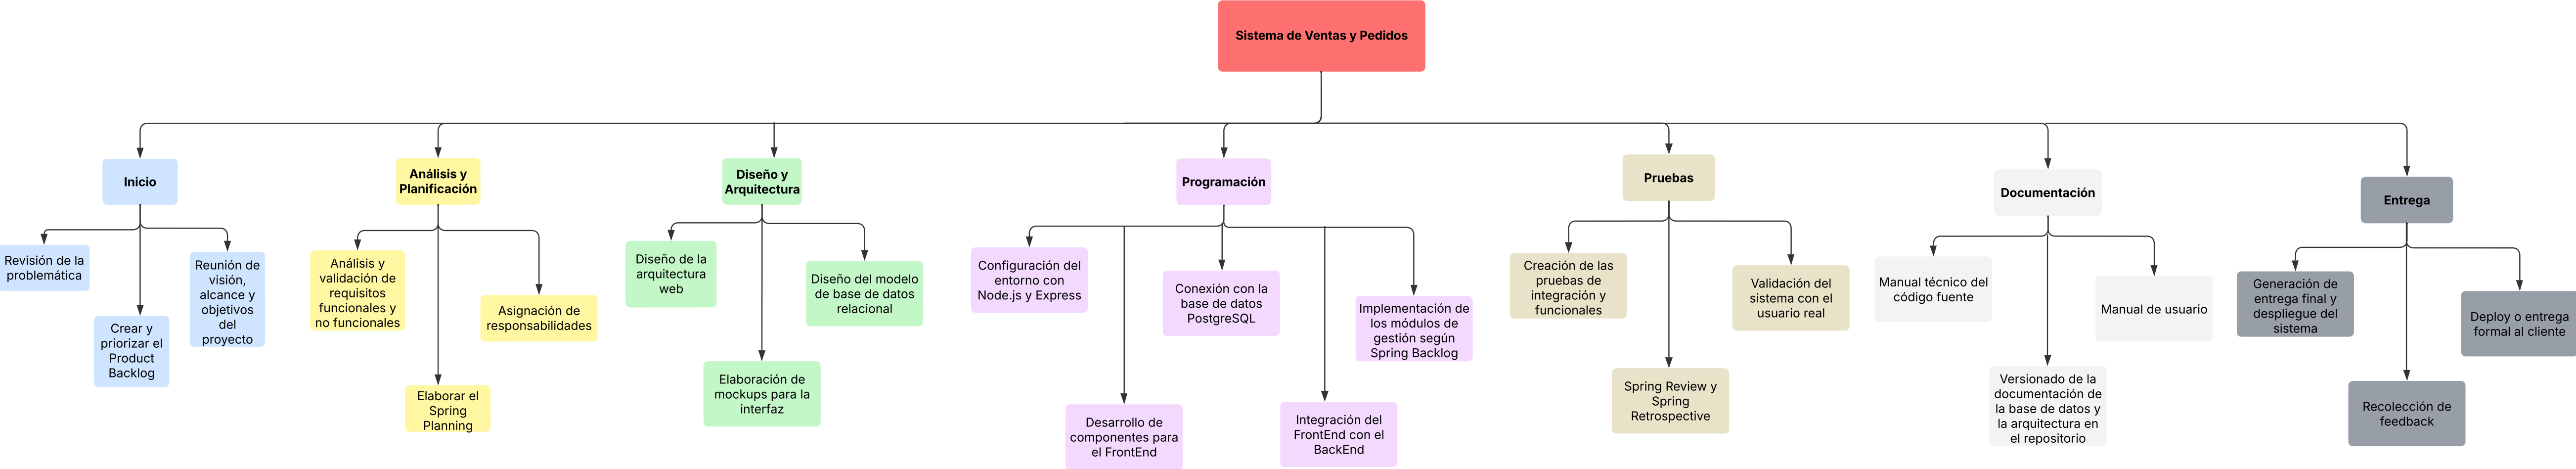 Sistema de Ventas y Pedidos
Inicio
Revisión de la
problemática
Crear y
priorizar el
Product
Backlog
Reunión de
visión,
alcance y
objetivos
del
proyecto
Análisis y
Planificación
Análisis y
validación de
requisitos
funcionales y
no funcionales
Elaborar el
Spring
Planning
Asignación de
responsabilidades
Diseño y
Arquitectura
Diseño de la
arquitectura
web
Elaboración de
mockups para la
interfaz
Diseño del modelo
de base de datos
relacional
Programación
Configuración del
entorno con
Node.js y Express
Desarrollo de
componentes para
el FrontEnd
Conexión con la
base de datos
PostgreSQL
Integración del
FrontEnd con el
BackEnd
Implementación de
los módulos de
gestión según
Spring Backlog
Pruebas
Creación de las
pruebas de
integración y
funcionales
Spring Review y
Spring
Retrospective
Validación del
sistema con el
usuario real
Documentación
Manual técnico del
código fuente
Versionado de la
documentación de
la base de datos y
la arquitectura en
el repositorio
Manual de usuario
Entrega
Generación de
entrega final y
despliegue del
sistema
Recolección de
feedback
Deploy o entrega
formal al cliente